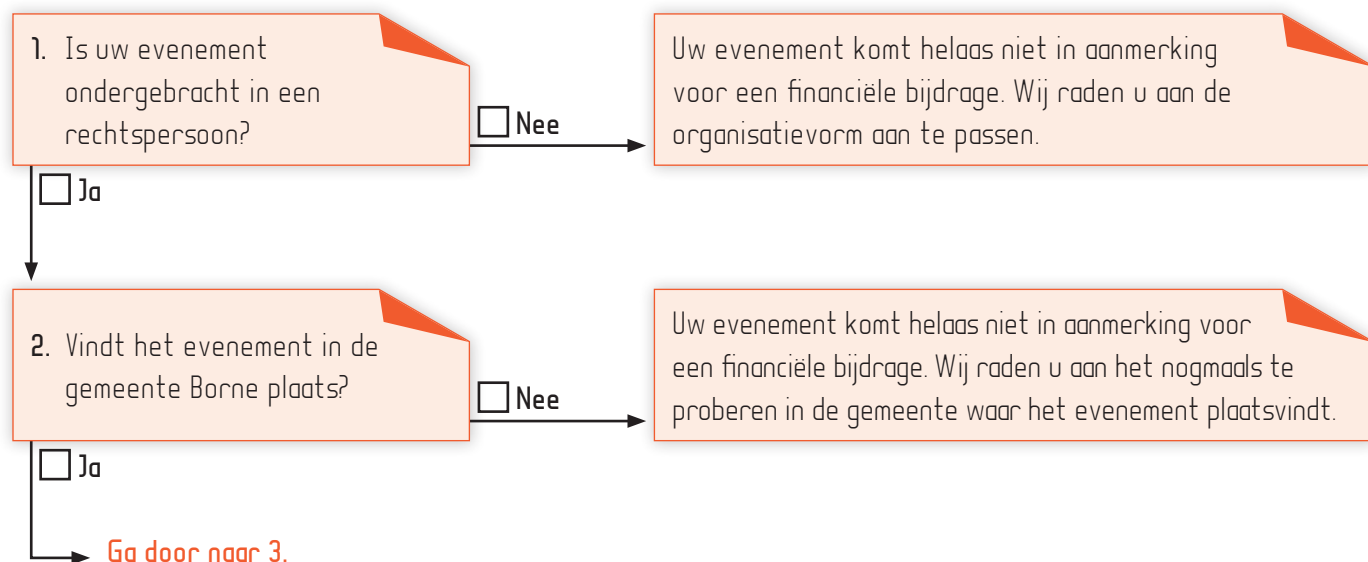 1. Is uw evenement
ondergebracht in een
rechtspersoon?
Nee
Uw evenement komt helaas niet in aanmerking
voor een financiële bijdrage. Wij raden u aan de
organisatievorm aan te passen.
Ja
2. Vindt het evenement in de
gemeente Borne plaats?
Nee
Uw evenement komt helaas niet in aanmerking voor
een financiële bijdrage. Wij raden u aan het nogmaals te
proberen in de gemeente waar het evenement plaatsvindt.
Ja
Ga door naar 3.